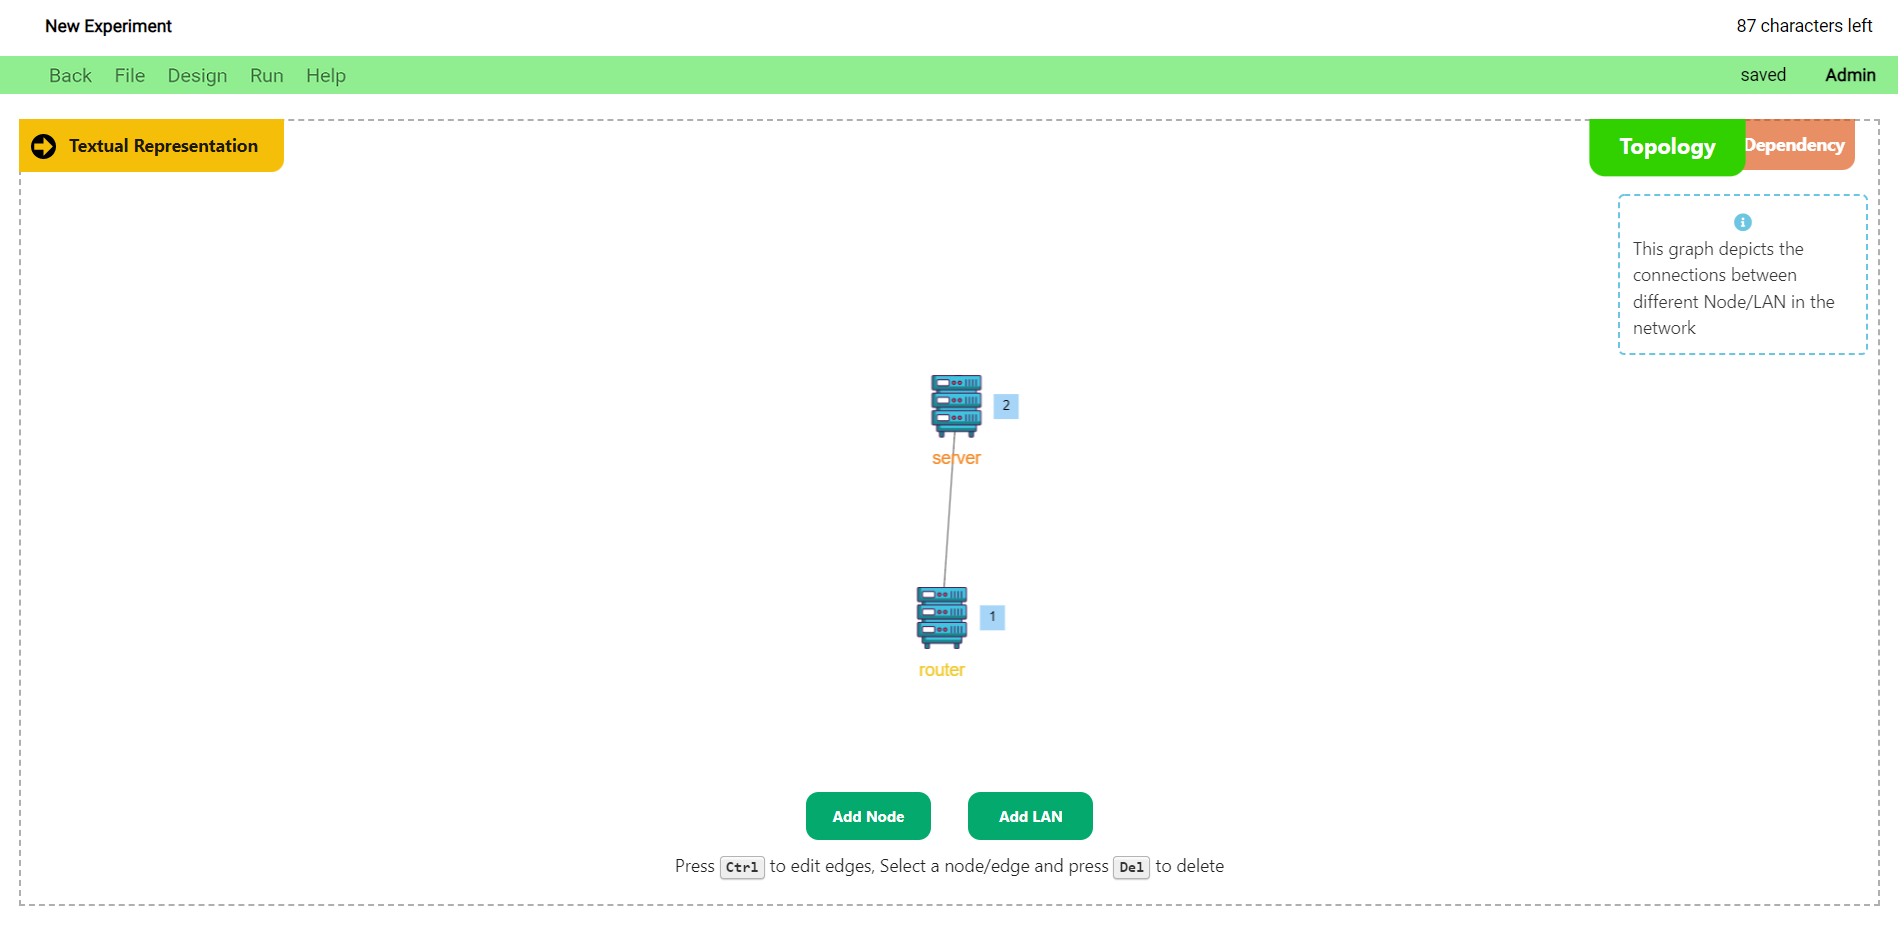 New Experiment
87 characters left
Back File Design Run Help
saved Admin
Textual Representation
Topology
Dependency
This graph depicts the
connections between
different Node/LAN in the
network
2
server
1
router
Add Node
Add LAN
Press Ctrl to edit edges, Select a node/edge and press Del to delete